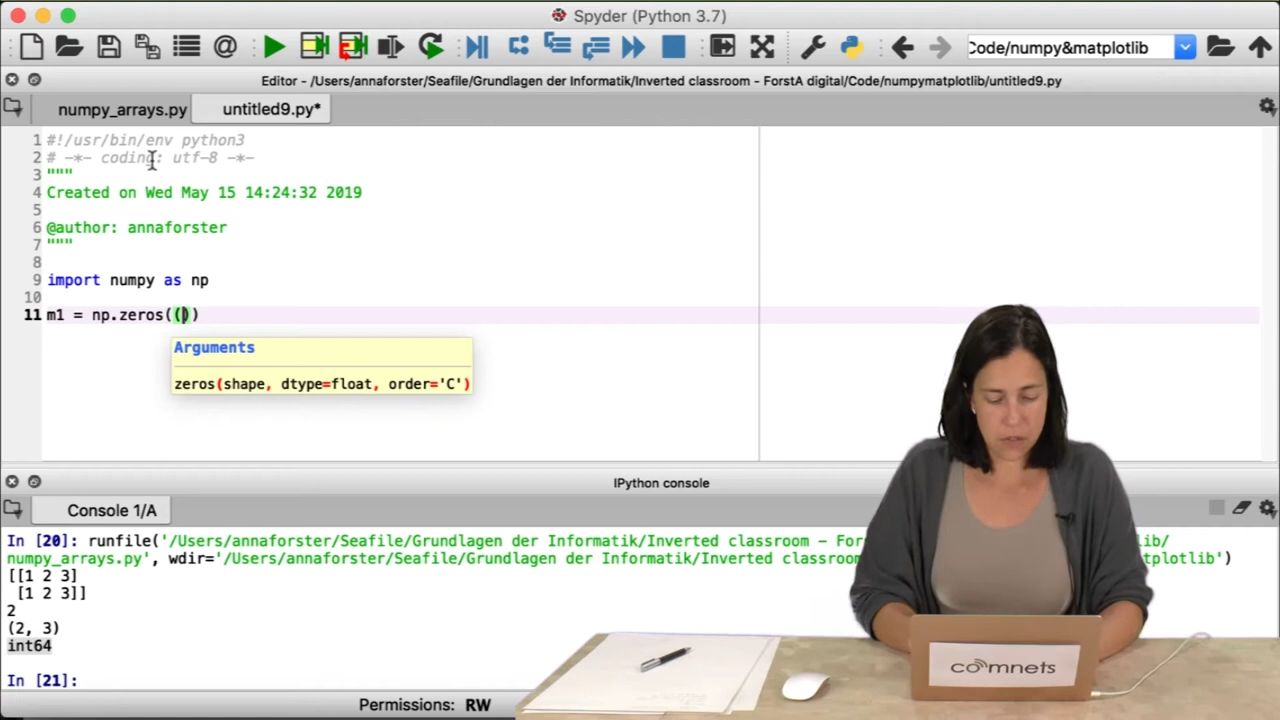 Spyder (Python 3.7)
Code/numpy&matplotlib
Editor - /Users/annaforster/Seafile/Grundlagen der Informatik/Inverted classroom - ForstA digital/Code/numpymatplotlib/untitled9.py
numpy_arrays.py
untitled9.py*
1 #!/usr/bin/env python3
2 # -*- coding: utf-8 -*-
3 """
4 Created on Wed May 15 14:24:32 2019
5
6 @author: annaforster
7 """
8
9 import numpy as np
10
11 m1 = np.zeros(())
Arguments
zeros(shape, dtype=float, order='C')
IPython console
Console 1/A
In [20]: runfile('/Users/annaforster/Seafile/Grundlagen der Informatik/Inverted classroom - Fors lib/
numpy_arrays.py', wdir='/Users/annaforster/Seafile/Grundlagen der Informatik/Inverted classroo atplotlib')
[[1 2 3]
[1 2 3]]
2
(2, 3)
int64
In [21]:
Permissions: RW
comnets